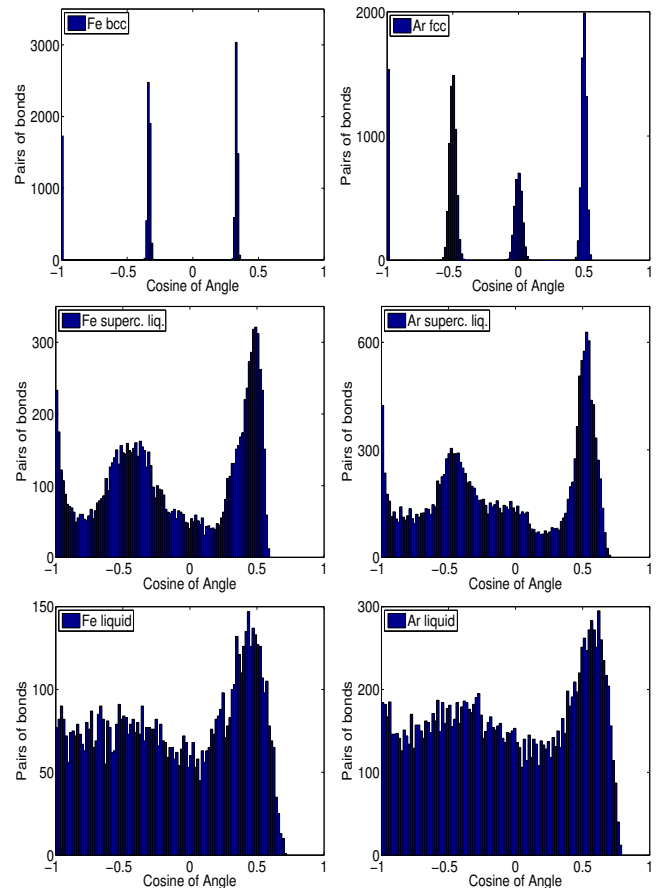 Fe bcc
3000
2000
1000
0
Pairs of bonds
−1
−0.5
0
0.5
1
Cosine of Angle
Ar fcc
2000
1000
0
Pairs of bonds
−1
−0.5
0
0.5
1
Cosine of Angle
Fe superc. liq.
300
200
100
0
Pairs of bonds
−1
−0.5
0
0.5
1
Cosine of Angle
Ar superc. liq.
600
300
0
Pairs of bonds
−1
−0.5
0
0.5
1
Cosine of Angle
Fe liquid
150
100
50
0
Pairs of bonds
−1
−0.5
0
0.5
1
Cosine of Angle
Ar liquid
300
200
100
0
Pairs of bonds
−1
−0.5
0
0.5
1
Cosine of Angle